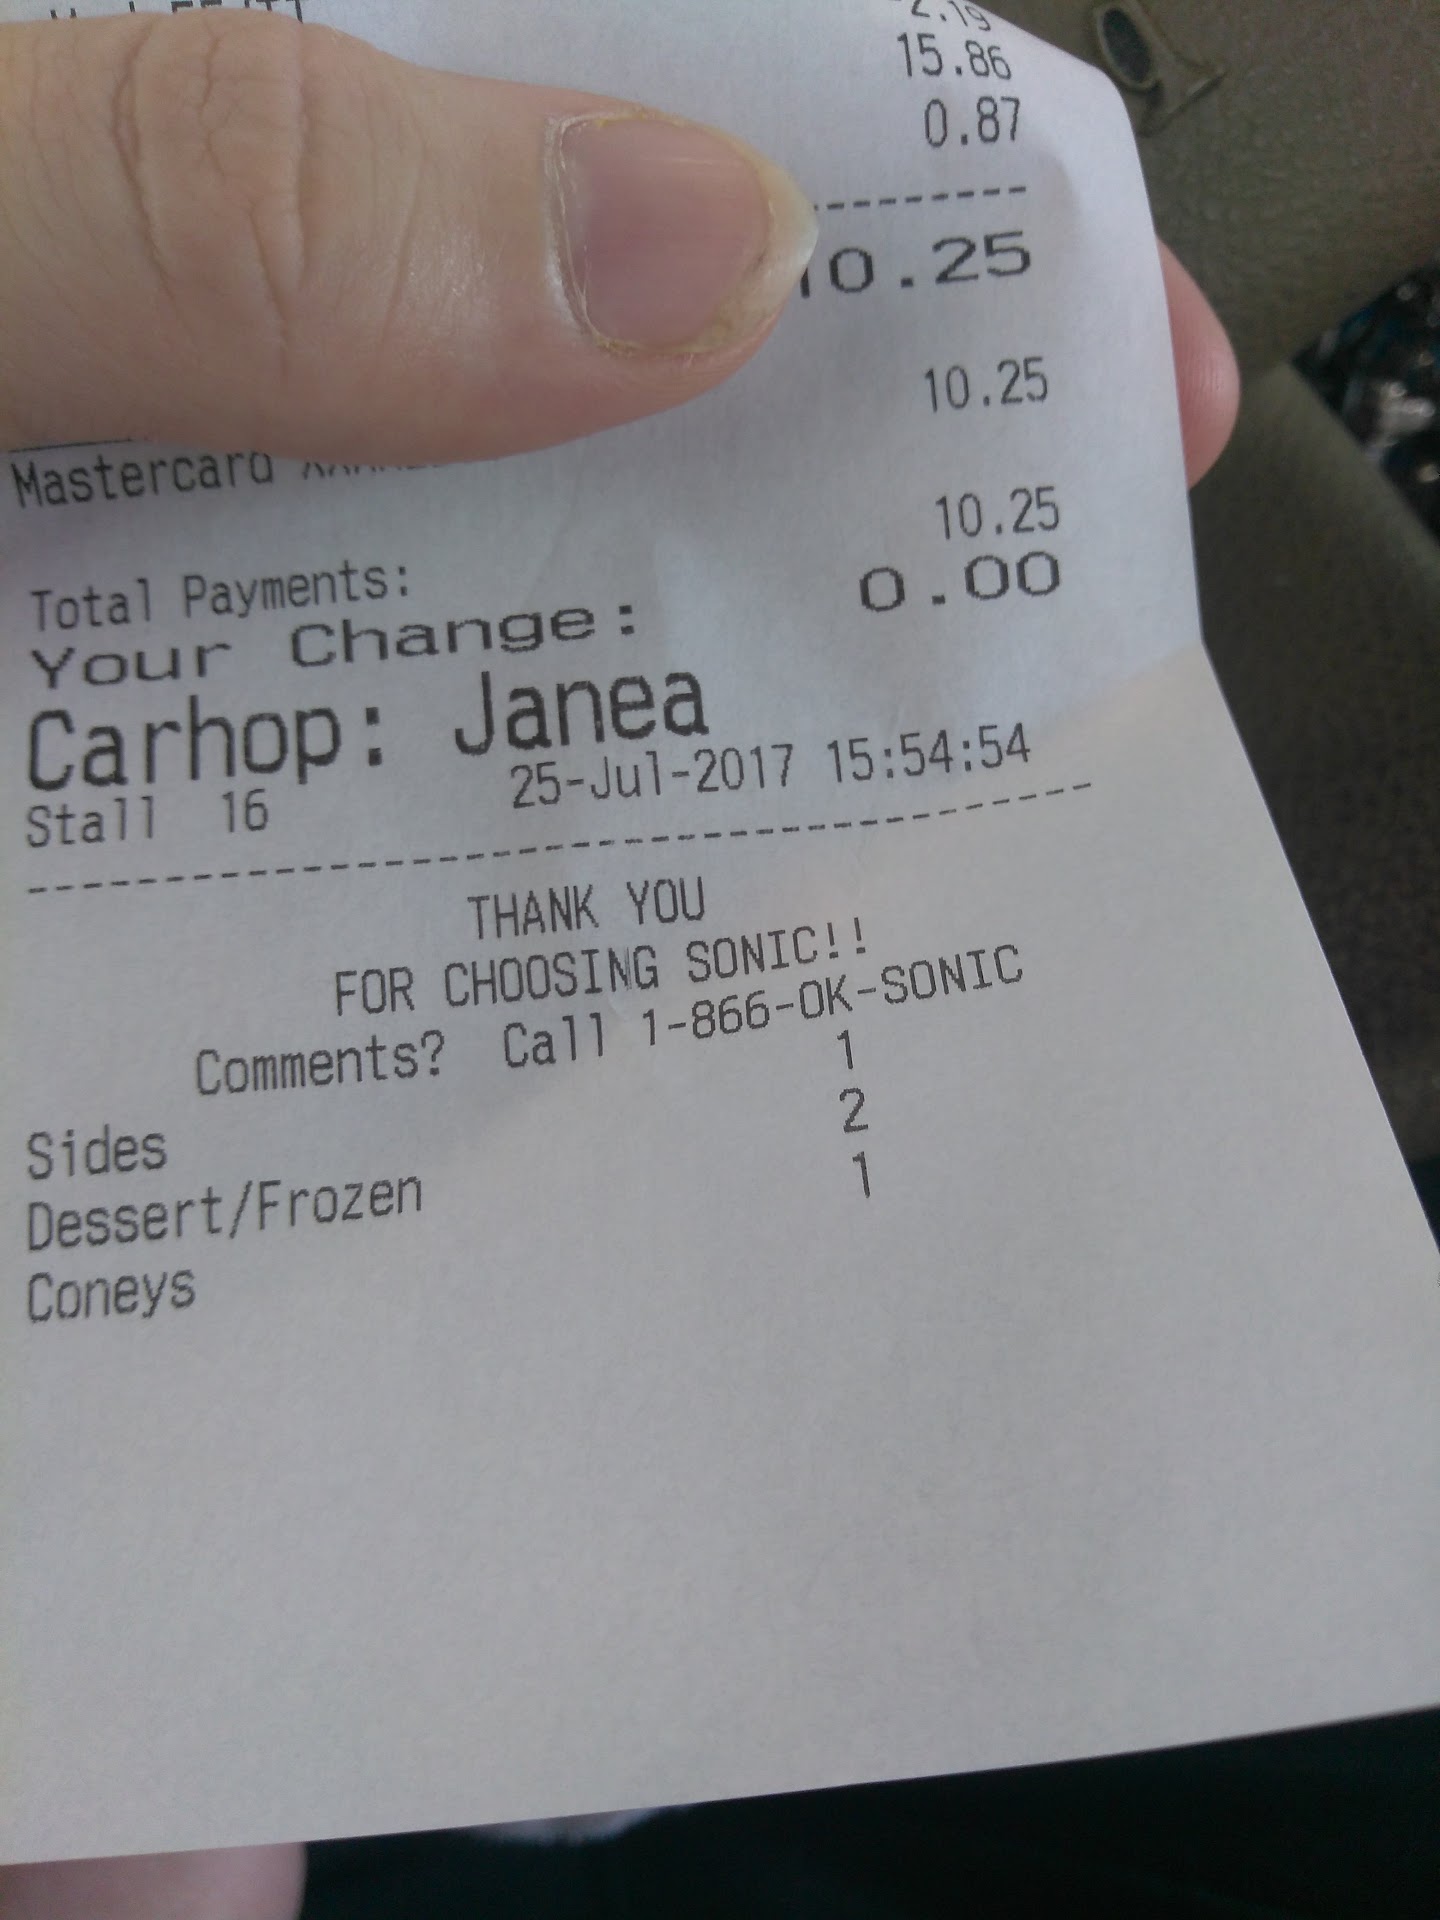 2.19
15.86
0.87
10.25
10.25
Mastercard
10.25
Total Payments:
Your Change: 0.00
Carhop: Janea
Stall 16 25-Jul-2017 15:54:54
THANK YOU
FOR CHOOSING SONIC!!
Comments? Call 1-866-OK-SONIC
Sides 1
Dessert/Frozen 2
Coneys 1